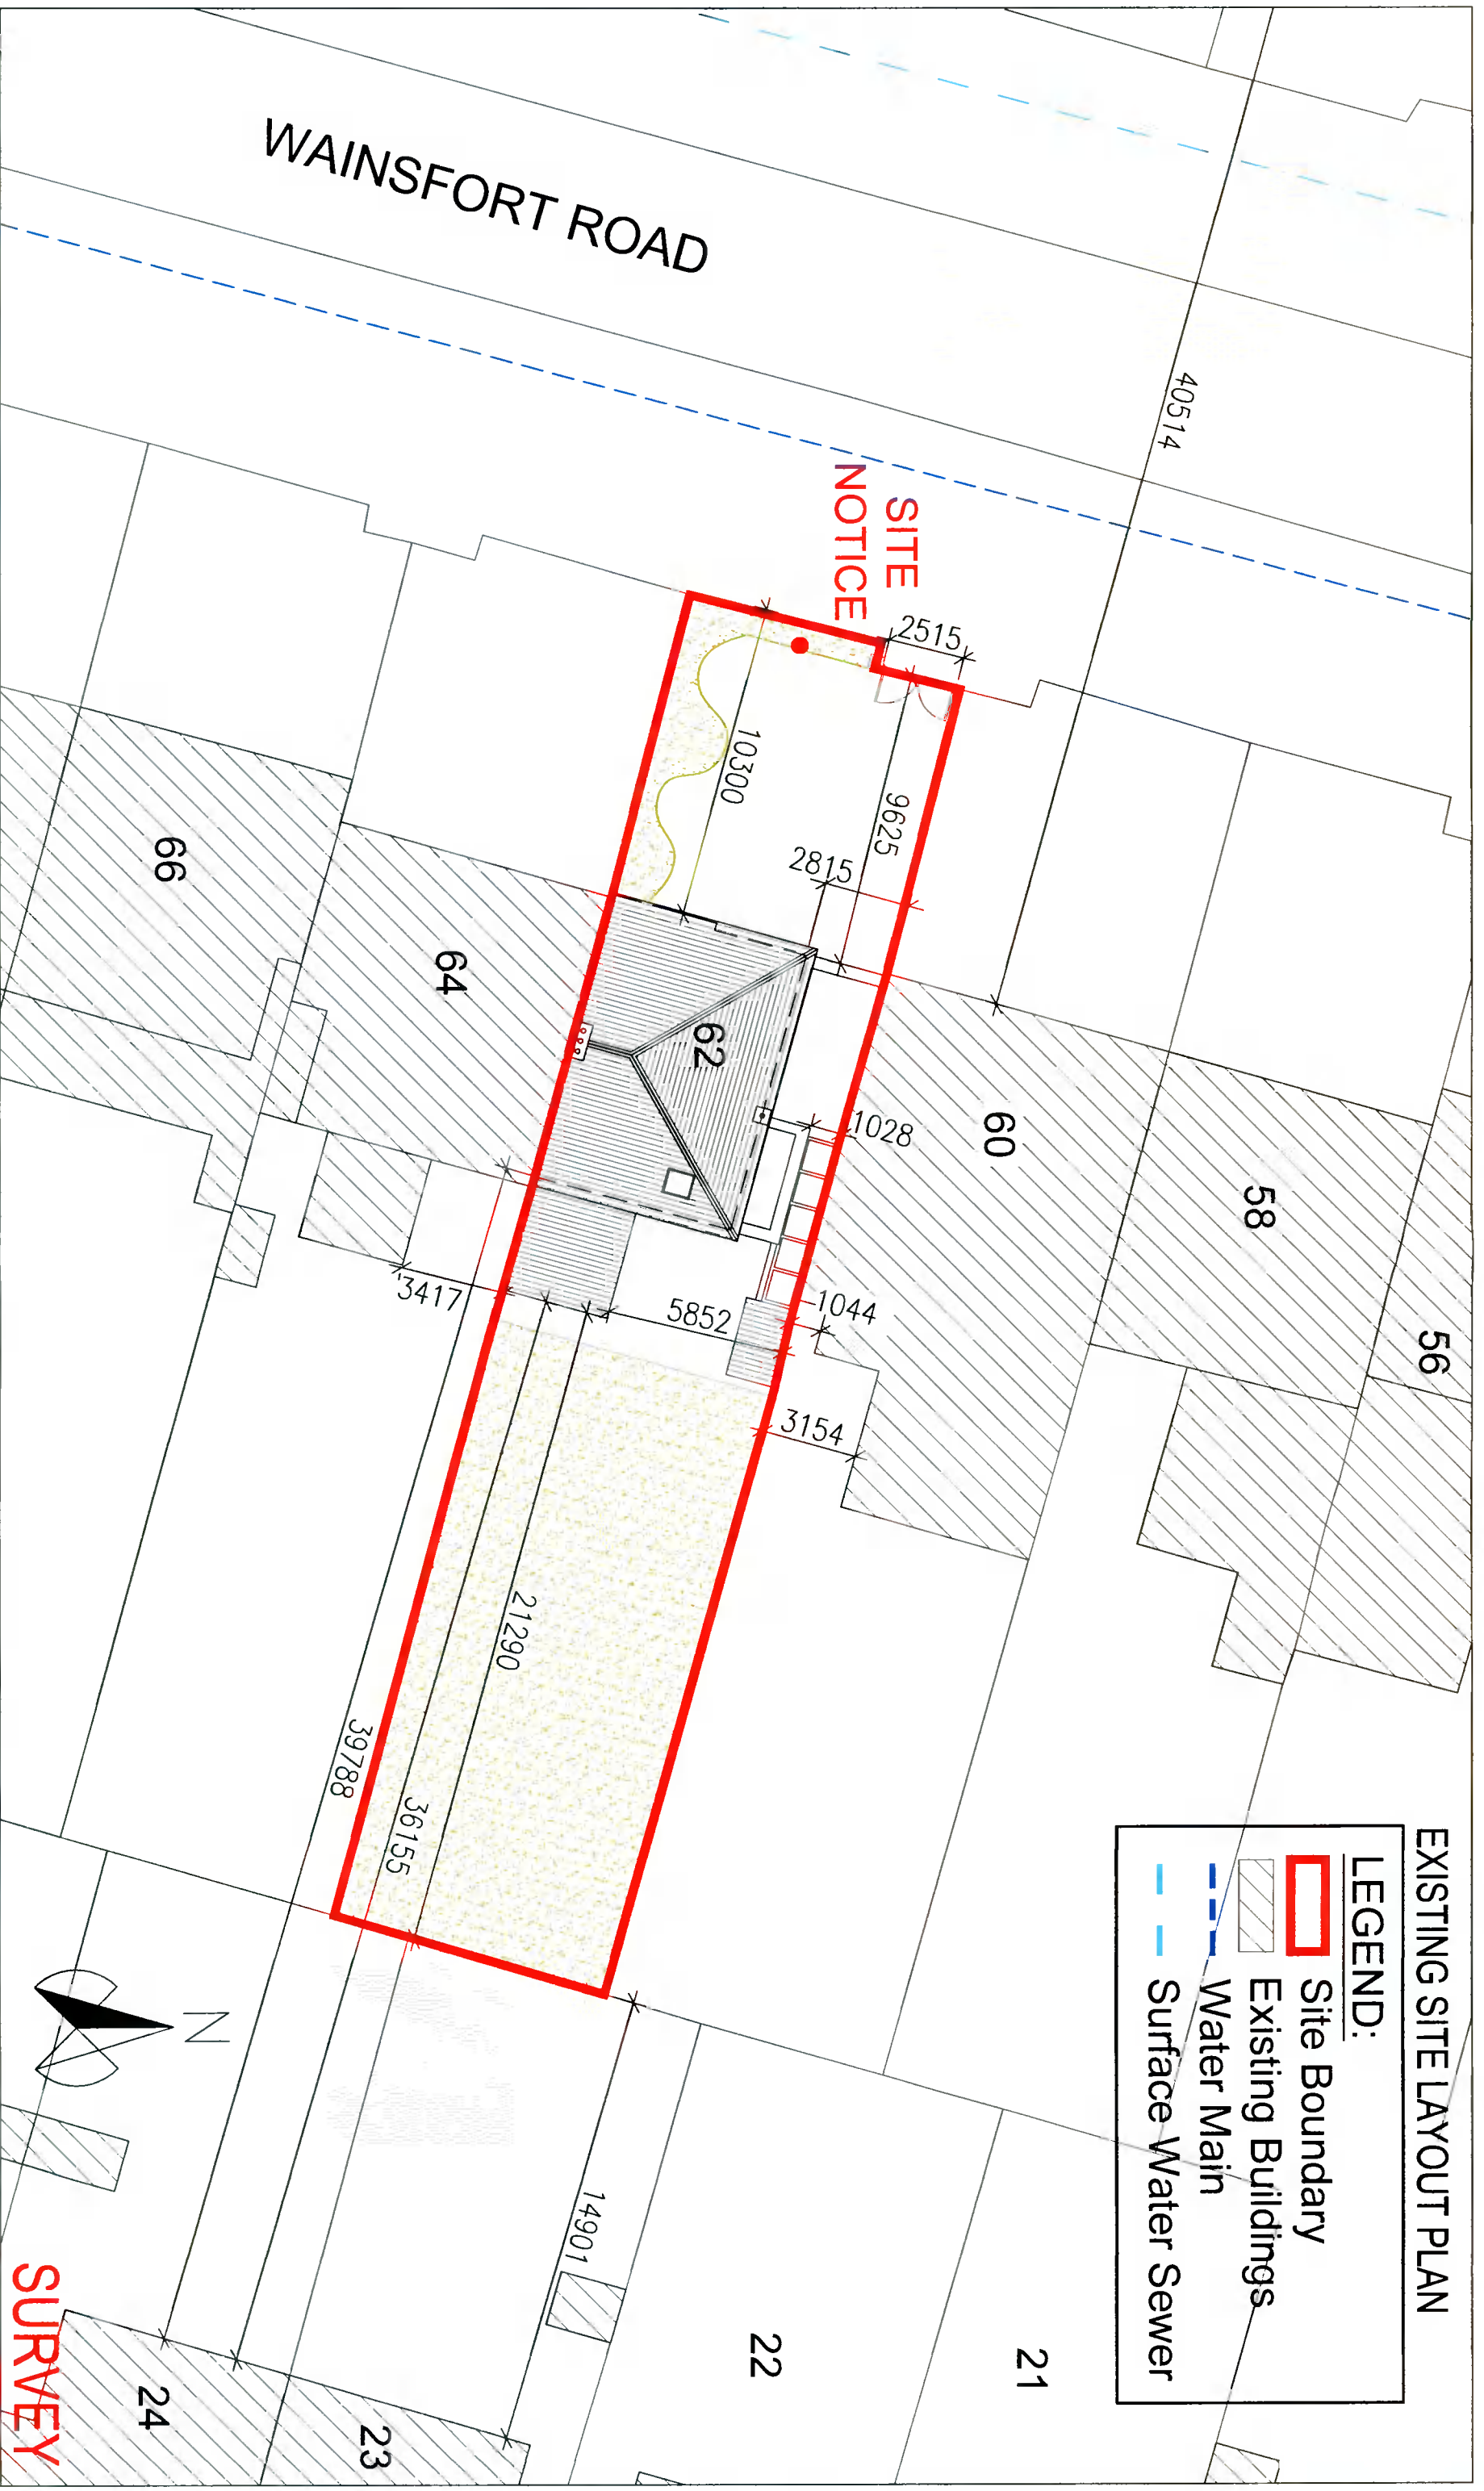 EXISTING SITE LAYOUT PLAN
LEGEND:
Site Boundary
Existing Buildings
Water Main
Surface Water Sewer
WAINSFORT ROAD
40514
SITE
NOTICE
2515
10300
9625
2815
56
58
60
62
64
66
1028
1044
3154
5852
3417
21290
36155
39788
14901
21
22
23
24
N
SURVEY